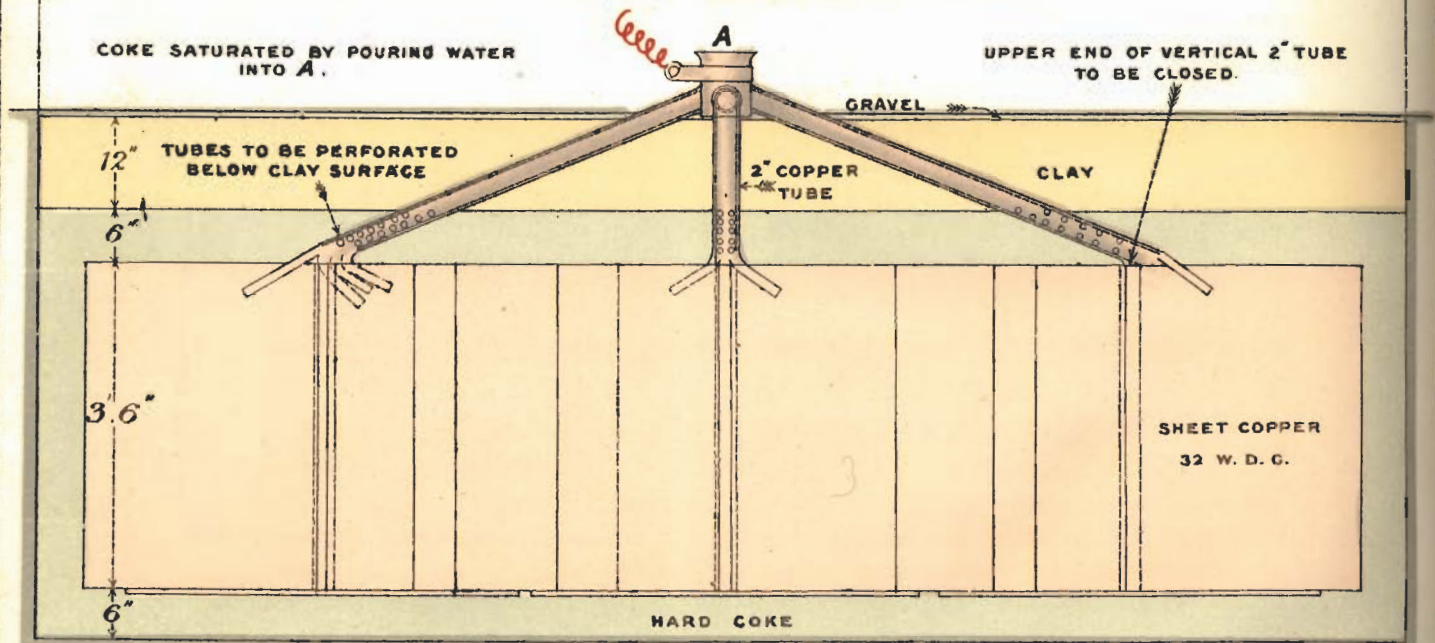 COKE SATURATED BY POURING WATER
INTO A.
A
UPPER END OF VERTICAL 2" TUBE
TO BE CLOSED.
GRAVEL
12"
TUBES TO BE PERFORATED
BELOW CLAY SURFACE
2" COPPER
TUBE
CLAY
6"
3'.6"
SHEET COPPER
32 W. D. G.
3
6"
HARD COKE